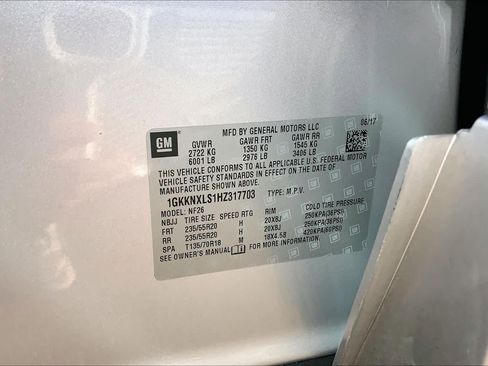 GM
MFD BY GENERAL MOTORS LLC
06/17
GVWR GAWR FRT GAWR RR
2722 KG 1350 KG 1545 KG
6001 LB 2976 LB 3406 LB
THIS VEHICLE CONFORMS TO ALL APPLICABLE U.S. FEDERAL MOTOR
VEHICLE SAFETY STANDARDS IN EFFECT ON THE DATE OF
MANUFACTURE SHOWN ABOVE.
1GKKNXLS1HZ317703 TYPE: M.P.V.
MODEL: NF26
NBJJ TIRE SIZE SPEED RTG RIM COLD TIRE PRESSURE
FRT 235/55R20 H 20X8J 250KPA(36PSI)
RR 235/55R20 H 20X8J 250KPA(36PSI)
SPA T135/70R18 M 18X4.5B 420KPA(60PSI)
SEE OWNER'S MANUAL FOR MORE INFORMATION.